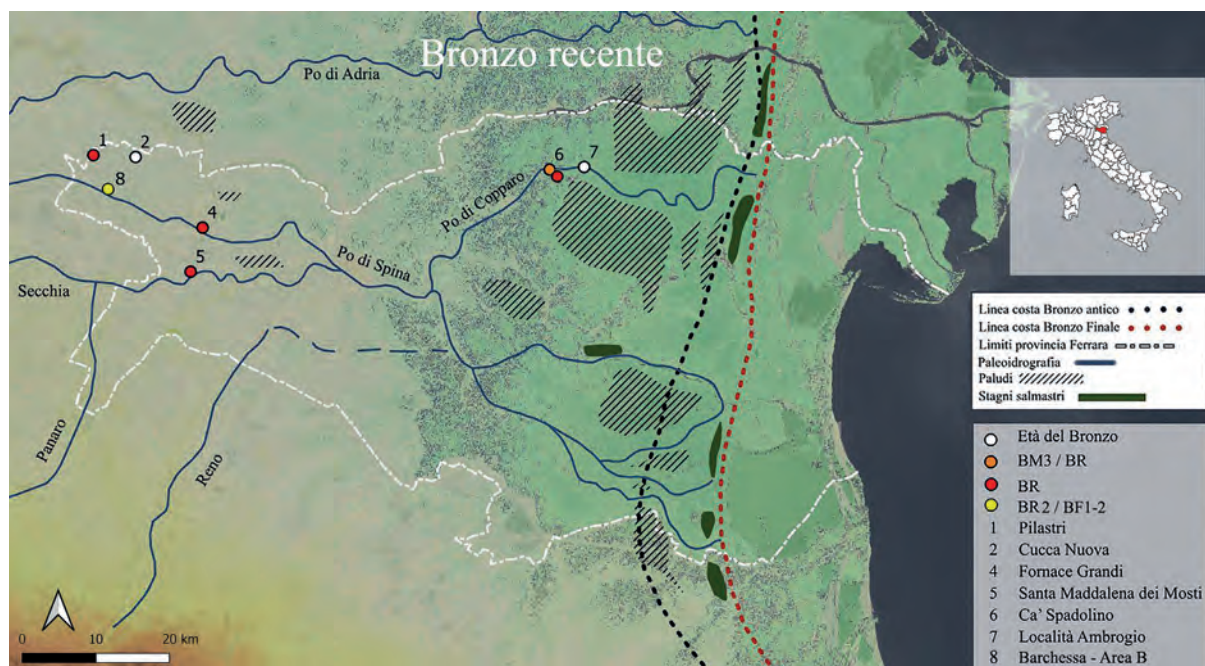 Bronzo recente
Po di Adria
1
2
8
4
5
6
7
Po di Copparo
Po di Spina
Secchia
Panaro
Reno
0 10 20 km
Linea costa Bronzo antico
Linea costa Bronzo Finale
Limiti provincia Ferrara
Paleoidrografia
Paludi
Stagni salmastri
Età del Bronzo
BM3 / BR
BR
BR2 / BF1-2
1 Pilastri
2 Cucca Nuova
4 Fornace Grandi
5 Santa Maddalena dei Mosti
6 Ca' Spadolino
7 Località Ambrogio
8 Barchessa - Area B